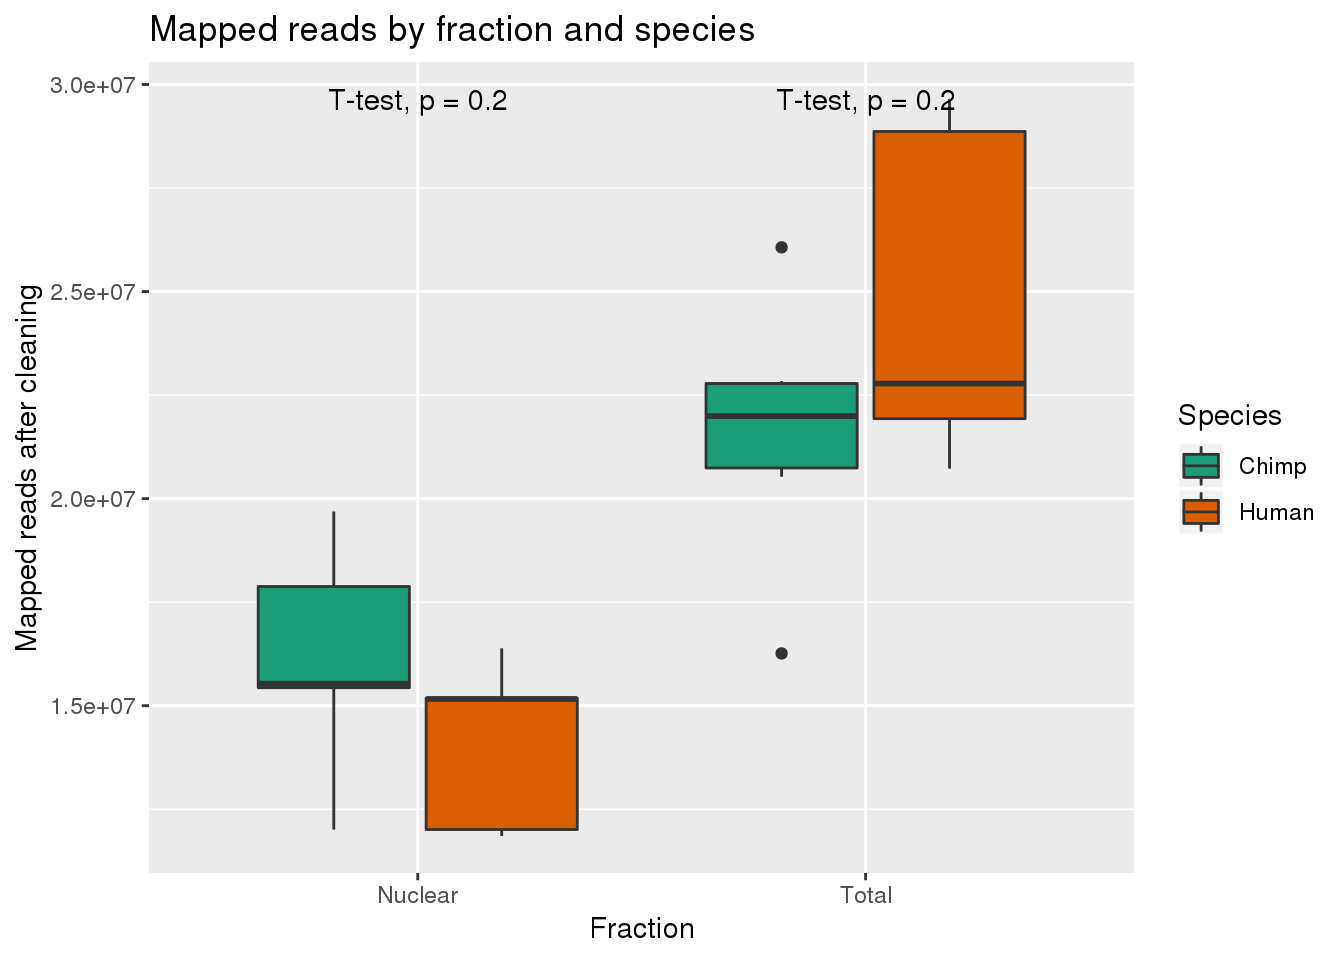 Mapped reads by fraction and species
3.0e+07
2.5e+07
2.0e+07
1.5e+07
Mapped reads after cleaning
T-test, p = 0.2
T-test, p = 0.2
Nuclear
Total
Fraction
Species
Chimp
Human